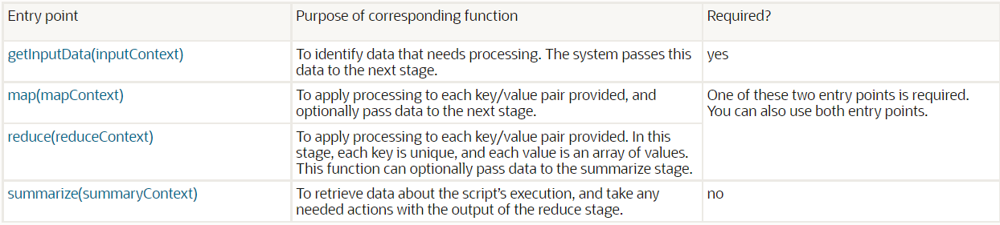 Entry point
Purpose of corresponding function
Required?
getInputData(inputContext)
To identify data that needs processing. The system passes this
data to the next stage.
yes
map(mapContext)
To apply processing to each key/value pair provided, and
optionally pass data to the next stage.
One of these two entry points is required.
You can also use both entry points.
reduce(reduceContext)
To apply processing to each key/value pair provided. In this
stage, each key is unique, and each value is an array of values.
This function can optionally pass data to the summarize stage.
summarize(summaryContext)
To retrieve data about the script’s execution, and take any
needed actions with the output of the reduce stage.
no